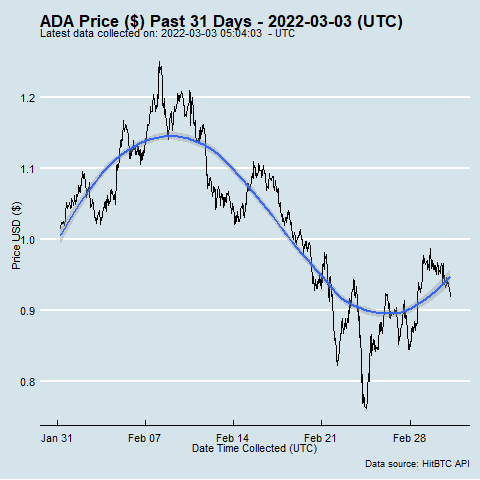 ADA Price ($) Past 31 Days - 2022-03-03 (UTC)
Latest data collected on: 2022-03-03 05:04:03 - UTC
Price USD ($)
1.2
1.1
1.0
0.9
0.8
Jan 31
Feb 07
Feb 14
Feb 21
Feb 28
Date Time Collected (UTC)
Data source: HitBTC API